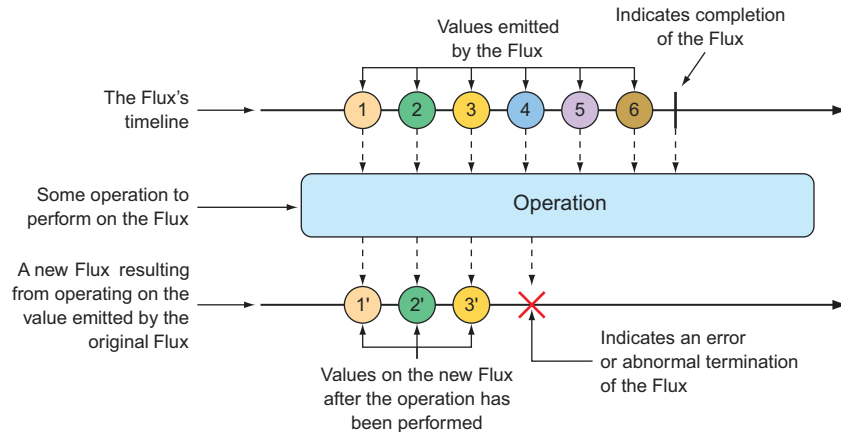 Values emitted
by the Flux
Indicates completion
of the Flux
The Flux's
timeline
1 2 3 4 5 6
Some operation to
perform on the Flux
Operation
A new Flux resulting
from operating on the
value emitted by the
original Flux
1' 2' 3'
Values on the new Flux
after the operation has
been performed
Indicates an error
or abnormal termination
of the Flux